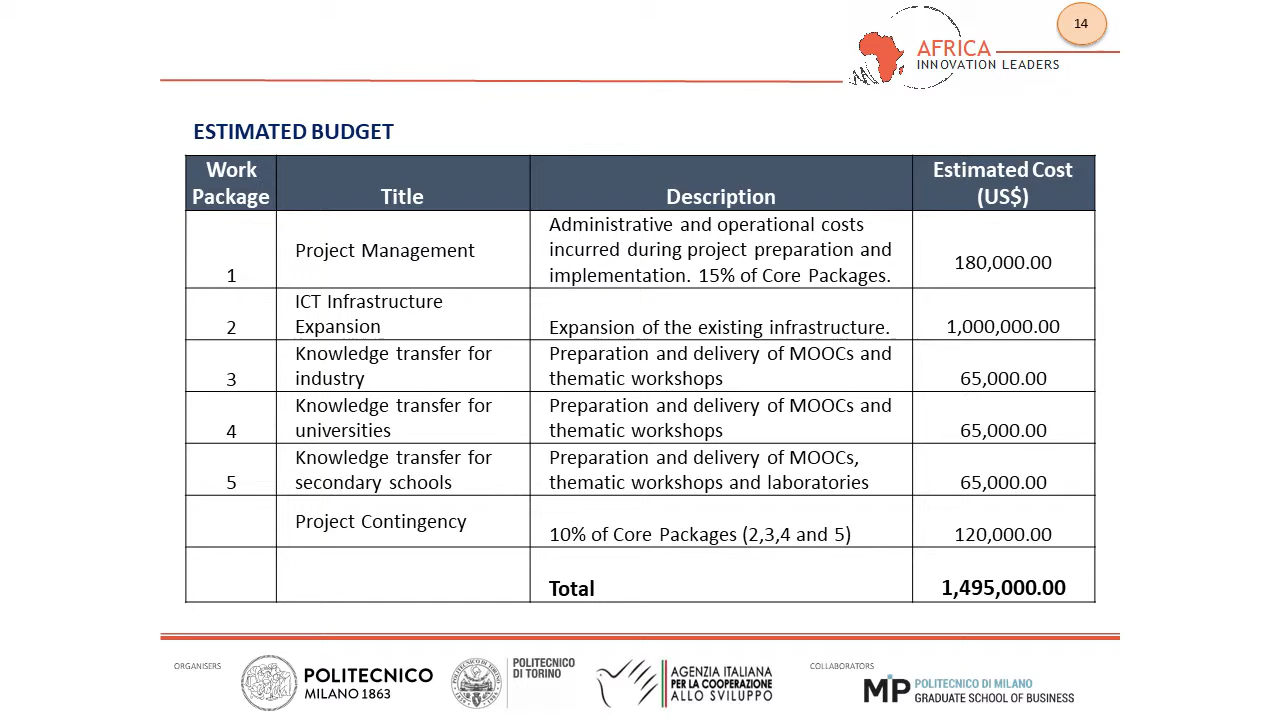 14
AFRICA
INNOVATION LEADERS
ESTIMATED BUDGET
Work
Package
Title
Description
Estimated Cost
(US$)
1
Project Management
Administrative and operational costs
incurred during project preparation and
implementation. 15% of Core Packages.
180,000.00
2
ICT Infrastructure
Expansion
Expansion of the existing infrastructure.
1,000,000.00
3
Knowledge transfer for
industry
Preparation and delivery of MOOCs and
thematic workshops
65,000.00
4
Knowledge transfer for
universities
Preparation and delivery of MOOCs and
thematic workshops
65,000.00
5
Knowledge transfer for
secondary schools
Preparation and delivery of MOOCs,
thematic workshops and laboratories
65,000.00
Project Contingency
10% of Core Packages (2,3,4 and 5)
120,000.00
Total
1,495,000.00
ORGANISERS
POLITECNICO
MILANO 1863
POLITECNICO
DI TORINO
AGENZIA ITALIANA
PER LA COOPERAZIONE
ALLO SVILUPPO
COLLABORATORS
MIP
POLITECNICO DI MILANO
GRADUATE SCHOOL OF BUSINESS